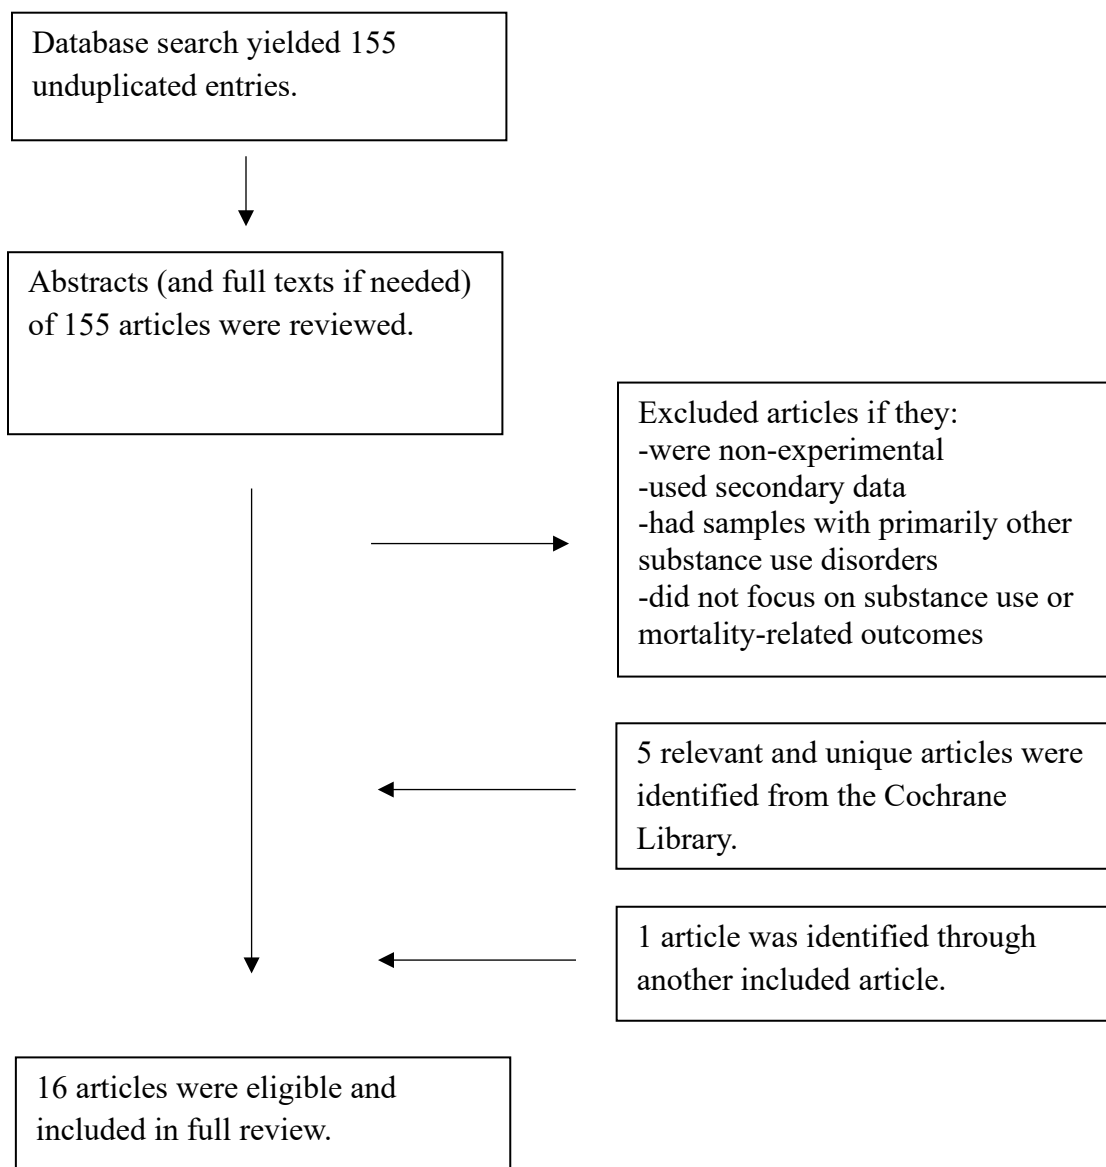 Database search yielded 155
unduplicated entries.
Abstracts (and full texts if needed)
of 155 articles were reviewed.
Excluded articles if they:
-were non-experimental
-used secondary data
-had samples with primarily other
substance use disorders
-did not focus on substance use or
mortality-related outcomes
5 relevant and unique articles were
identified from the Cochrane
Library.
1 article was identified through
another included article.
16 articles were eligible and
included in full review.